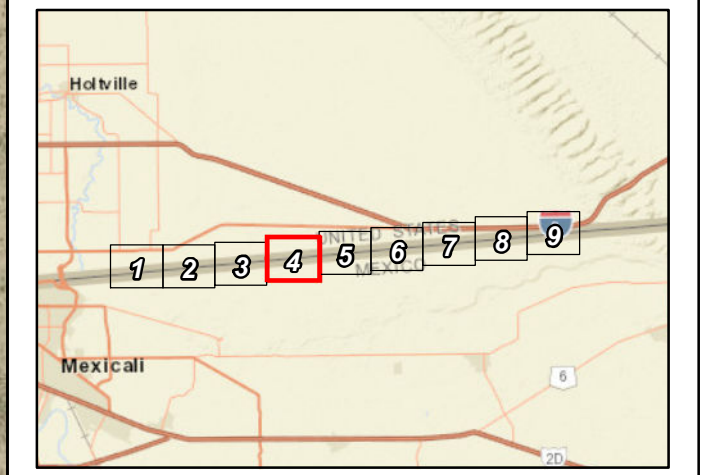 Holtville
UNITED STATES
MEXICO
1 2 3 4 5 6 7 8 9
Mexicali
6
2D